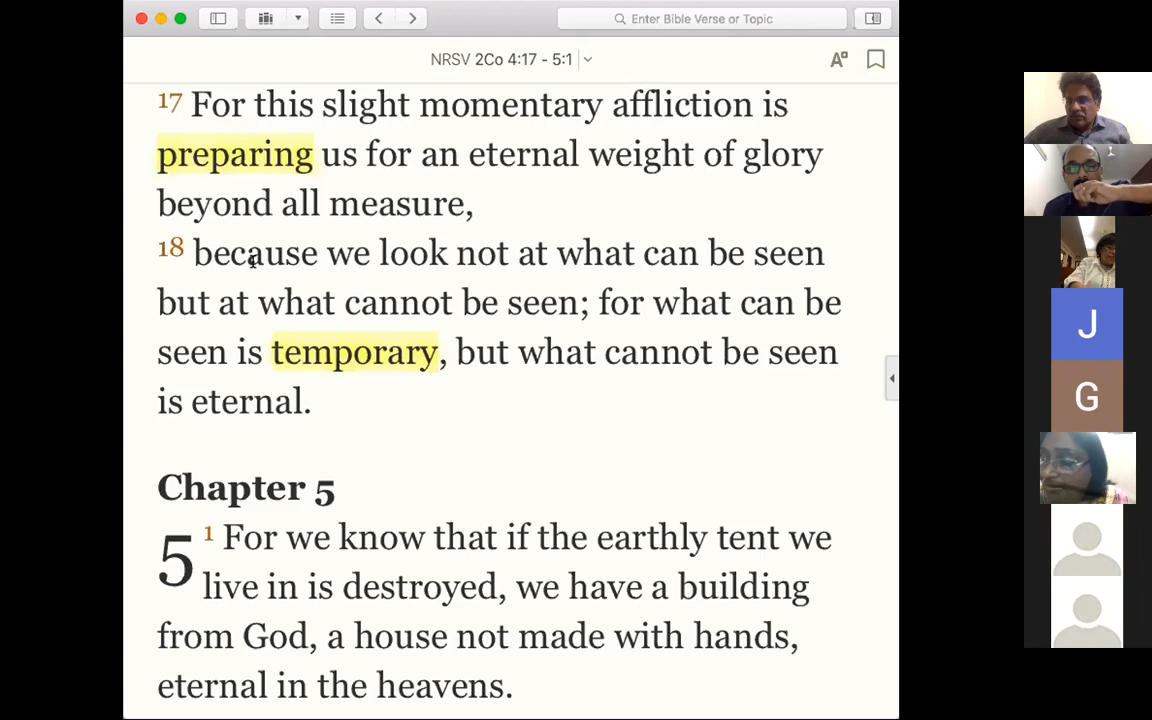 Enter Bible Verse or Topic
NRSV 2Co 4:17 - 5:1
17 For this slight momentary affliction is
preparing us for an eternal weight of glory
beyond all measure,
18 because we look not at what can be seen
but at what cannot be seen; for what can be
seen is temporary, but what cannot be seen
is eternal.
Chapter 5
5 1 For we know that if the earthly tent we
live in is destroyed, we have a building
from God, a house not made with hands,
eternal in the heavens.
J
G